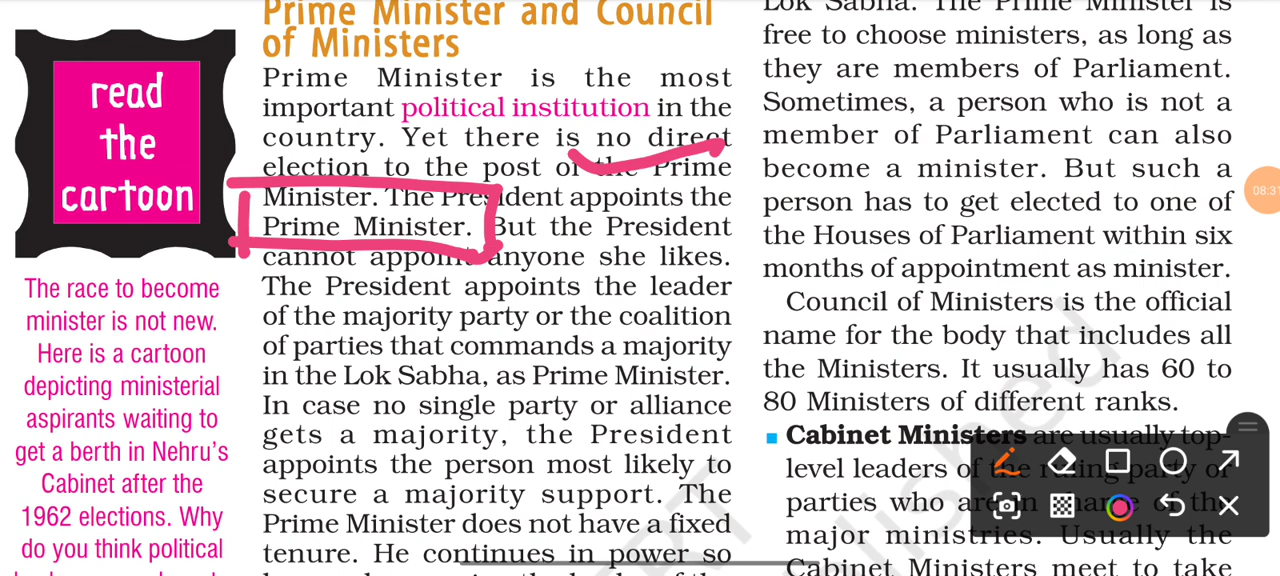 read
the
cartoon
The race to become
minister is not new.
Here is a cartoon
depicting ministerial
aspirants waiting to
get a berth in Nehru's
Cabinet after the
1962 elections. Why
do you think political
Prime Minister and Council
of Ministers
Prime Minister is the most
important political institution in the
country. Yet there is no direct
election to the post of the Prime
Minister. The President appoints the
Prime Minister. But the President
cannot appoint anyone she likes.
The President appoints the leader
of the majority party or the coalition
of parties that commands a majority
in the Lok Sabha, as Prime Minister.
In case no single party or alliance
gets a majority, the President
appoints the person most likely to
secure a majority support. The
Prime Minister does not have a fixed
tenure. He continues in power so
Lok Sabha. The Prime Minister is
free to choose ministers, as long as
they are members of Parliament.
Sometimes, a person who is not a
member of Parliament can also
become a minister. But such a
person has to get elected to one of
the Houses of Parliament within six
months of appointment as minister.
Council of Ministers is the official
name for the body that includes all
the Ministers. It usually has 60 to
80 Ministers of different ranks.
Cabinet Ministers are usually top-
level leaders of the ruling party or
parties who are in charge of the
major ministries. Usually the
Cabinet Ministers meet to take
08:31